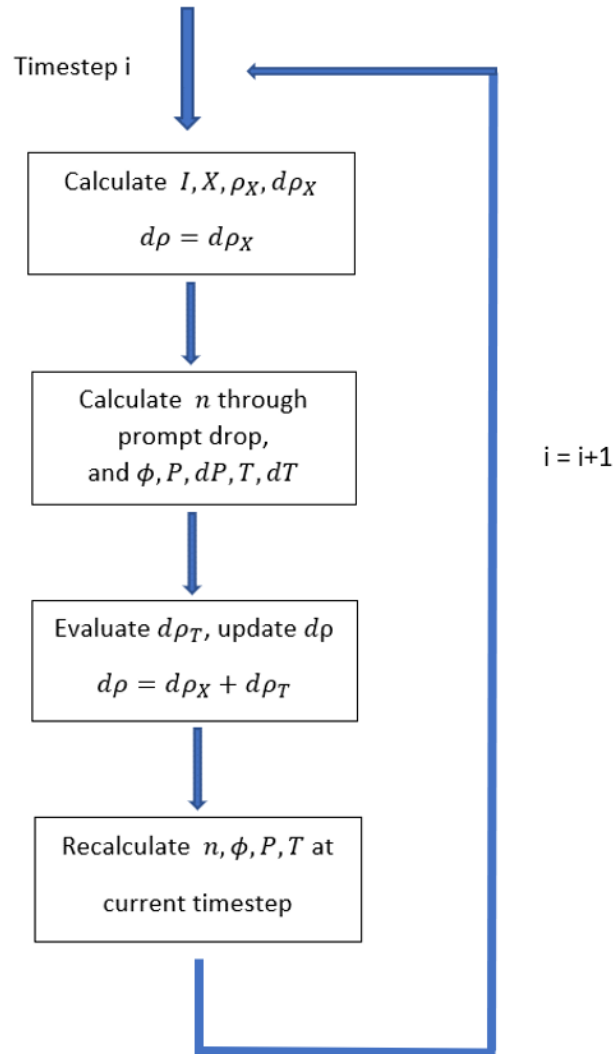 Timestep i
Calculate I, X, ρ_X, dρ_X
dρ = dρ_X
Calculate n through
prompt drop,
and ϕ, P, dP, T, dT
i = i+1
Evaluate dρ_T, update dρ
dρ = dρ_X + dρ_T
Recalculate n, ϕ, P, T at
current timestep